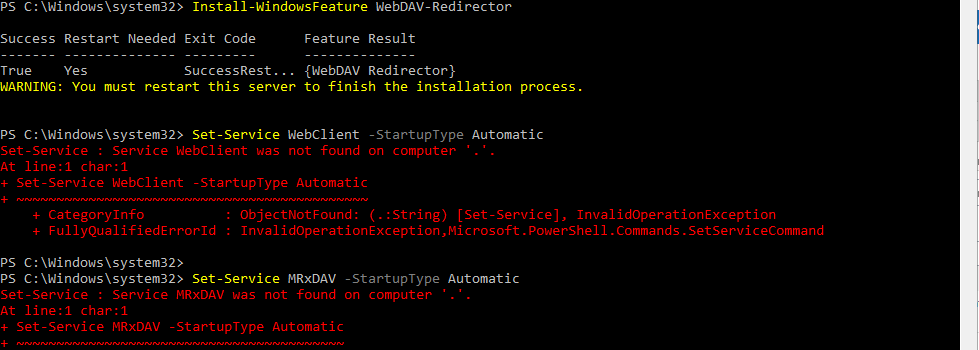 PS C:\Windows\system32> Install-WindowsFeature WebDAV-Redirector
Success Restart Needed Exit Code      Feature Result
------- -------------- ---------      --------------
True    Yes            SuccessRest... {WebDAV Redirector}
WARNING: You must restart this server to finish the installation process.
PS C:\Windows\system32> Set-Service WebClient -StartupType Automatic
Set-Service : Service WebClient was not found on computer '.'.
At line:1 char:1
+ Set-Service WebClient -StartupType Automatic
+ ~~~~~~~~~~~~~~~~~~~~~~~~~~~~~~~~~~~~~~~~~~~~
    + CategoryInfo          : ObjectNotFound: (.:String) [Set-Service], InvalidOperationException
    + FullyQualifiedErrorId : InvalidOperationException,Microsoft.PowerShell.Commands.SetServiceCommand
PS C:\Windows\system32>
PS C:\Windows\system32> Set-Service MRxDAV -StartupType Automatic
Set-Service : Service MRxDAV was not found on computer '.'.
At line:1 char:1
+ Set-Service MRxDAV -StartupType Automatic
+ ~~~~~~~~~~~~~~~~~~~~~~~~~~~~~~~~~~~~~~~~~